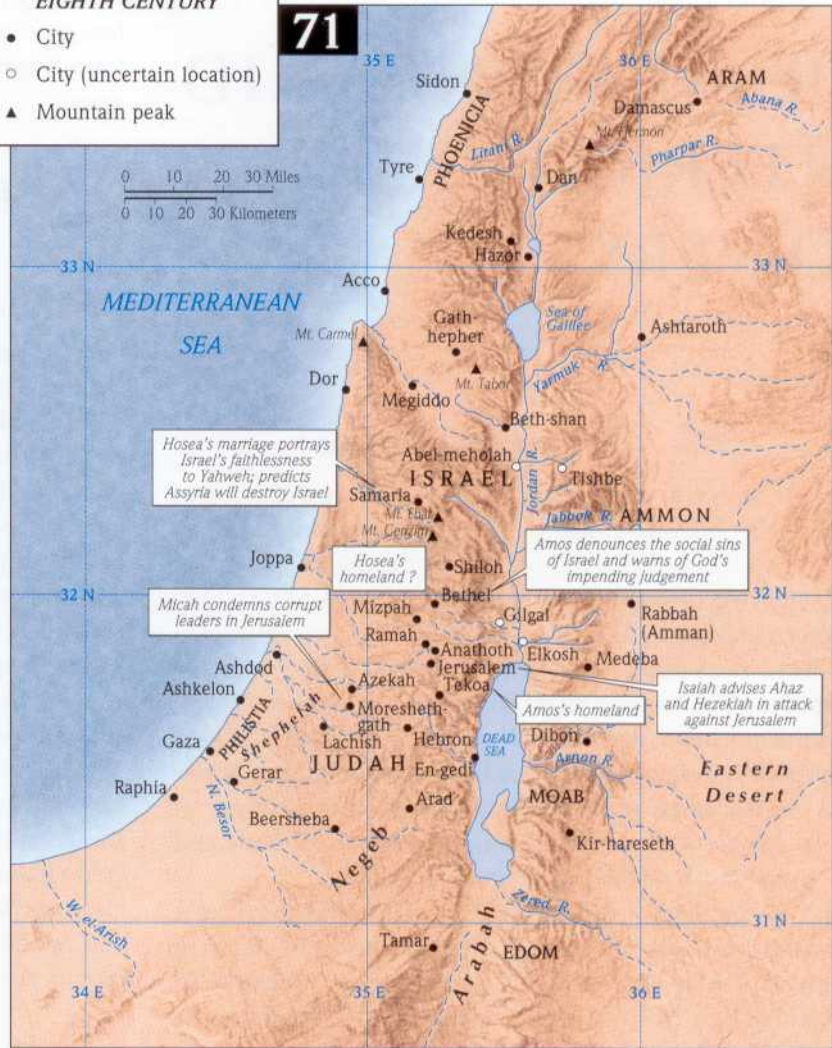 EIGHTH CENTURY
City
City (uncertain location)
Mountain peak
71
35 E
36 E
Sidon
ARAM
Damascus
Abana R.
PHOENICIA
Mt. Hermon
Litani R.
Pharpar R.
0 10 20 30 Miles
0 10 20 30 Kilometers
Tyre
Dan
Kedesh
Hazor
33 N
33 N
Acco
MEDITERRANEAN
SEA
Gath-
hepher
Sea of
Galilee
Ashtaroth
Mt. Carmel
Mt. Tabor
Yarmuk R.
Dor
Megiddo
Beth-shan
Hosea's marriage portrays
Israel's faithlessness
to Yahweh; predicts
Assyria will destroy Israel
Abel-meholah
ISRAEL
Jordan R.
Tishbe
Samaria
Mt. Ebal
Mt. Gerizim
Jabbok R.
AMMON
Amos denounces the social sins
of Israel and warns of God's
impending judgement
Joppa
Hosea's
homeland ?
Shiloh
32 N
32 N
Bethel
Micah condemns corrupt
leaders in Jerusalem
Mizpah
Gilgal
Rabbah
(Amman)
Ramah
Anathoth
Jerusalem
Elkosh
Medeba
Ashdod
Azekah
Tekoa
Isaiah advises Ahaz
and Hezekiah in attack
against Jerusalem
Ashkelon
Moresheth-
gath
Amos's homeland
PHILISTIA
Shephelah
Lachish
Hebron
DEAD
SEA
Dibon
Gaza
JUDAH
En-gedi
Arnon R.
Eastern
Desert
Gerar
Raphia
N. Besor
Arad
MOAB
Beersheba
Negeb
Kir-hareseth
Zered R.
W. el-Arish
31 N
Tamar
Arabah
EDOM
34 E
35 E
36 E